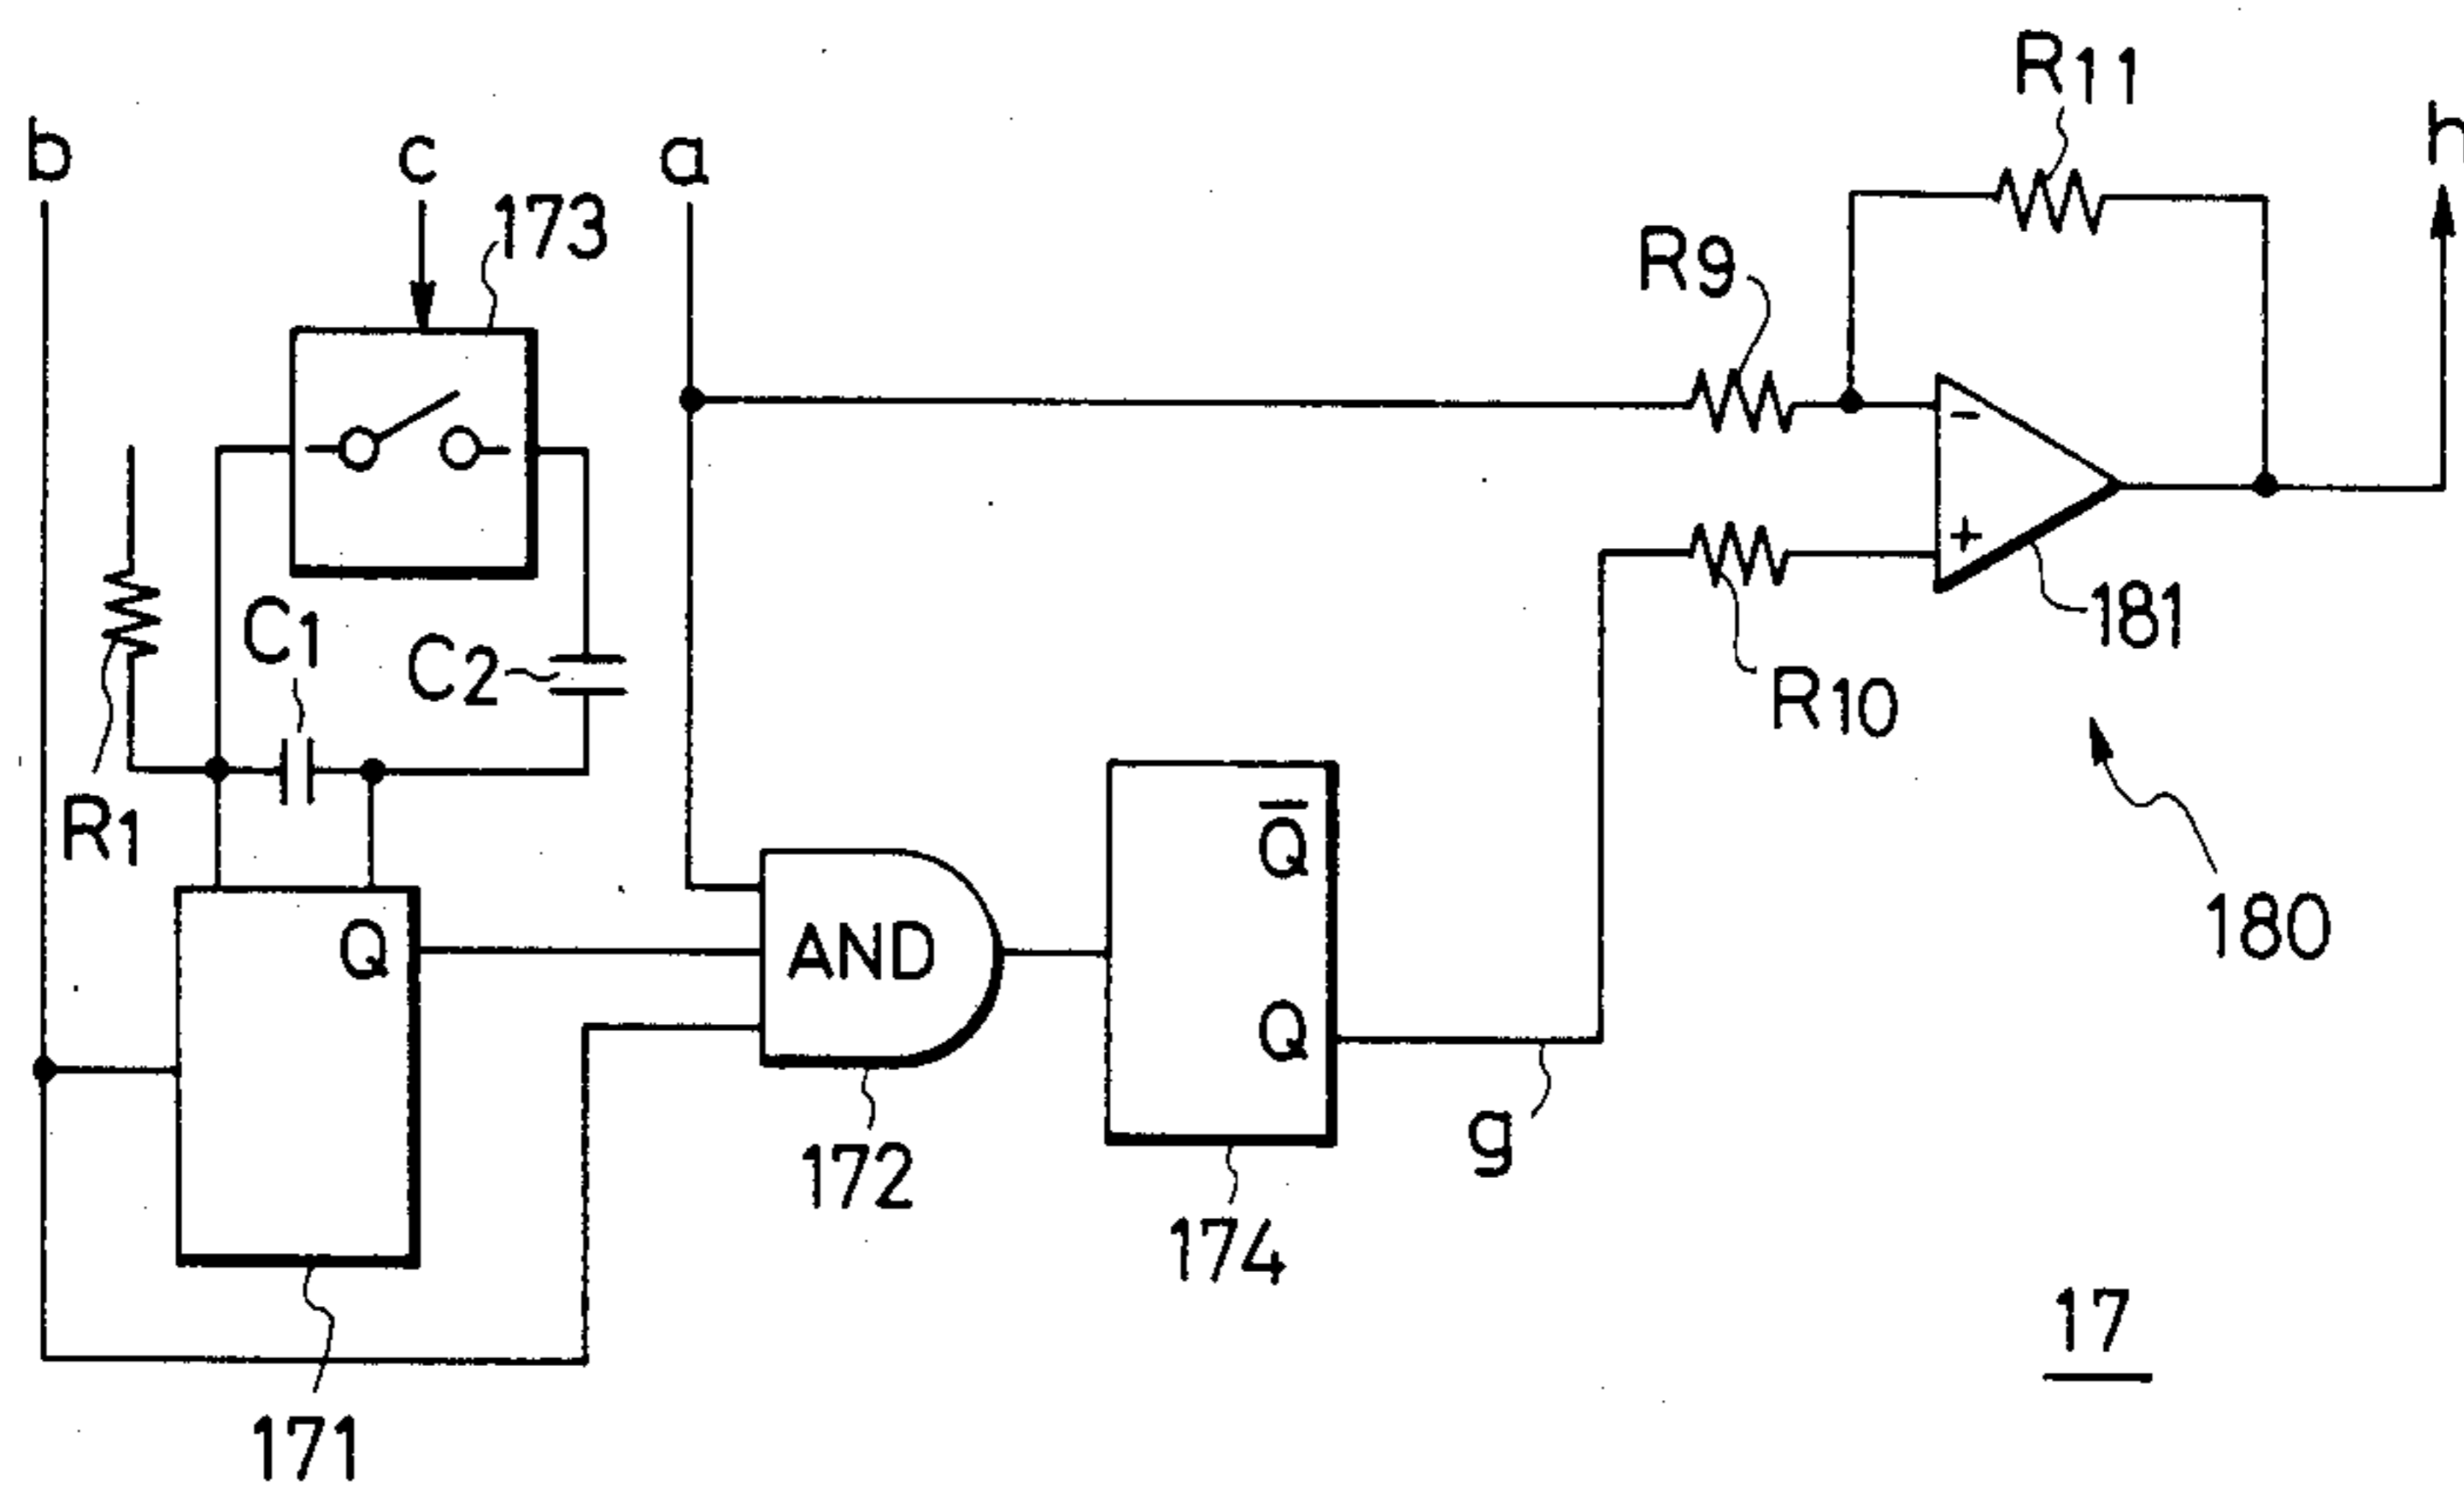 R11
b
c
a
h
173
R9
-
+
C1
C2
181
R10
R1
Q̅
180
Q
AND
Q
g
172
174
17
171